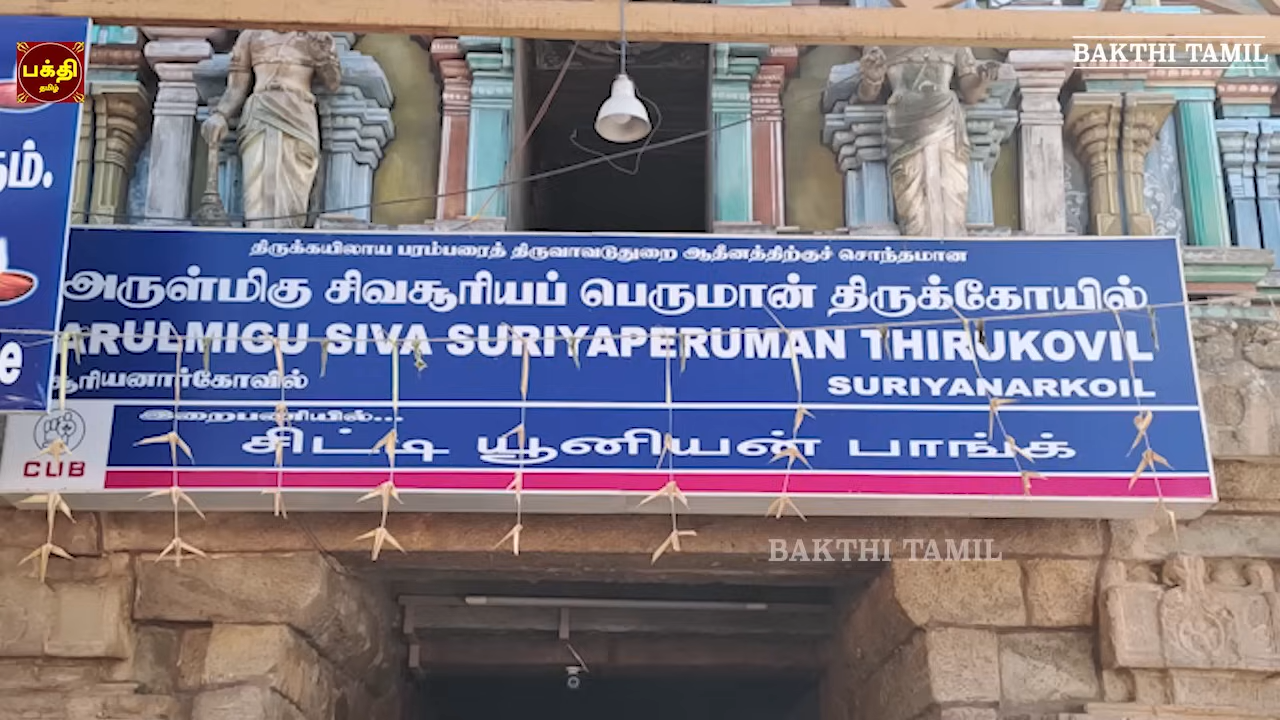 பக்தி
தமிழ்
BAKTHI TAMIL
திருக்கயிலாய பரம்பரைத் திருவாவடுதுறை ஆதீனத்திற்குச் சொந்தமான
அருள்மிகு சிவசூரியப் பெருமான் திருக்கோயில்
ARULMIGU SIVA SURIYAPERUMAN THIRUKOVIL
சூரியனார்கோவில்
SURIYANARKOIL
இறைபணியில்...
சிட்டி யூனியன் பாங்க்
CUB
BAKTHI TAMIL